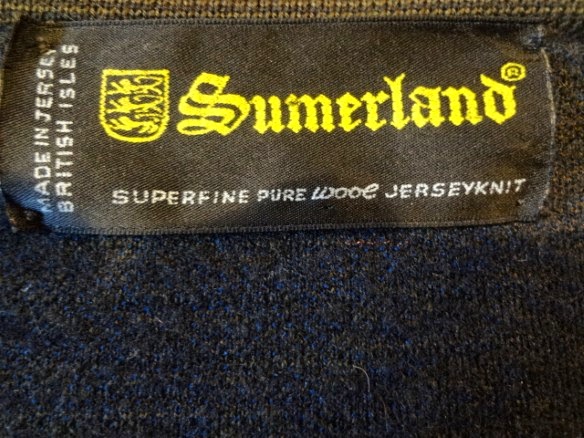 Sumerland®
SUPERFINE PURE WOOL JERSEYKNIT
MADE IN JERSEY
BRITISH ISLES